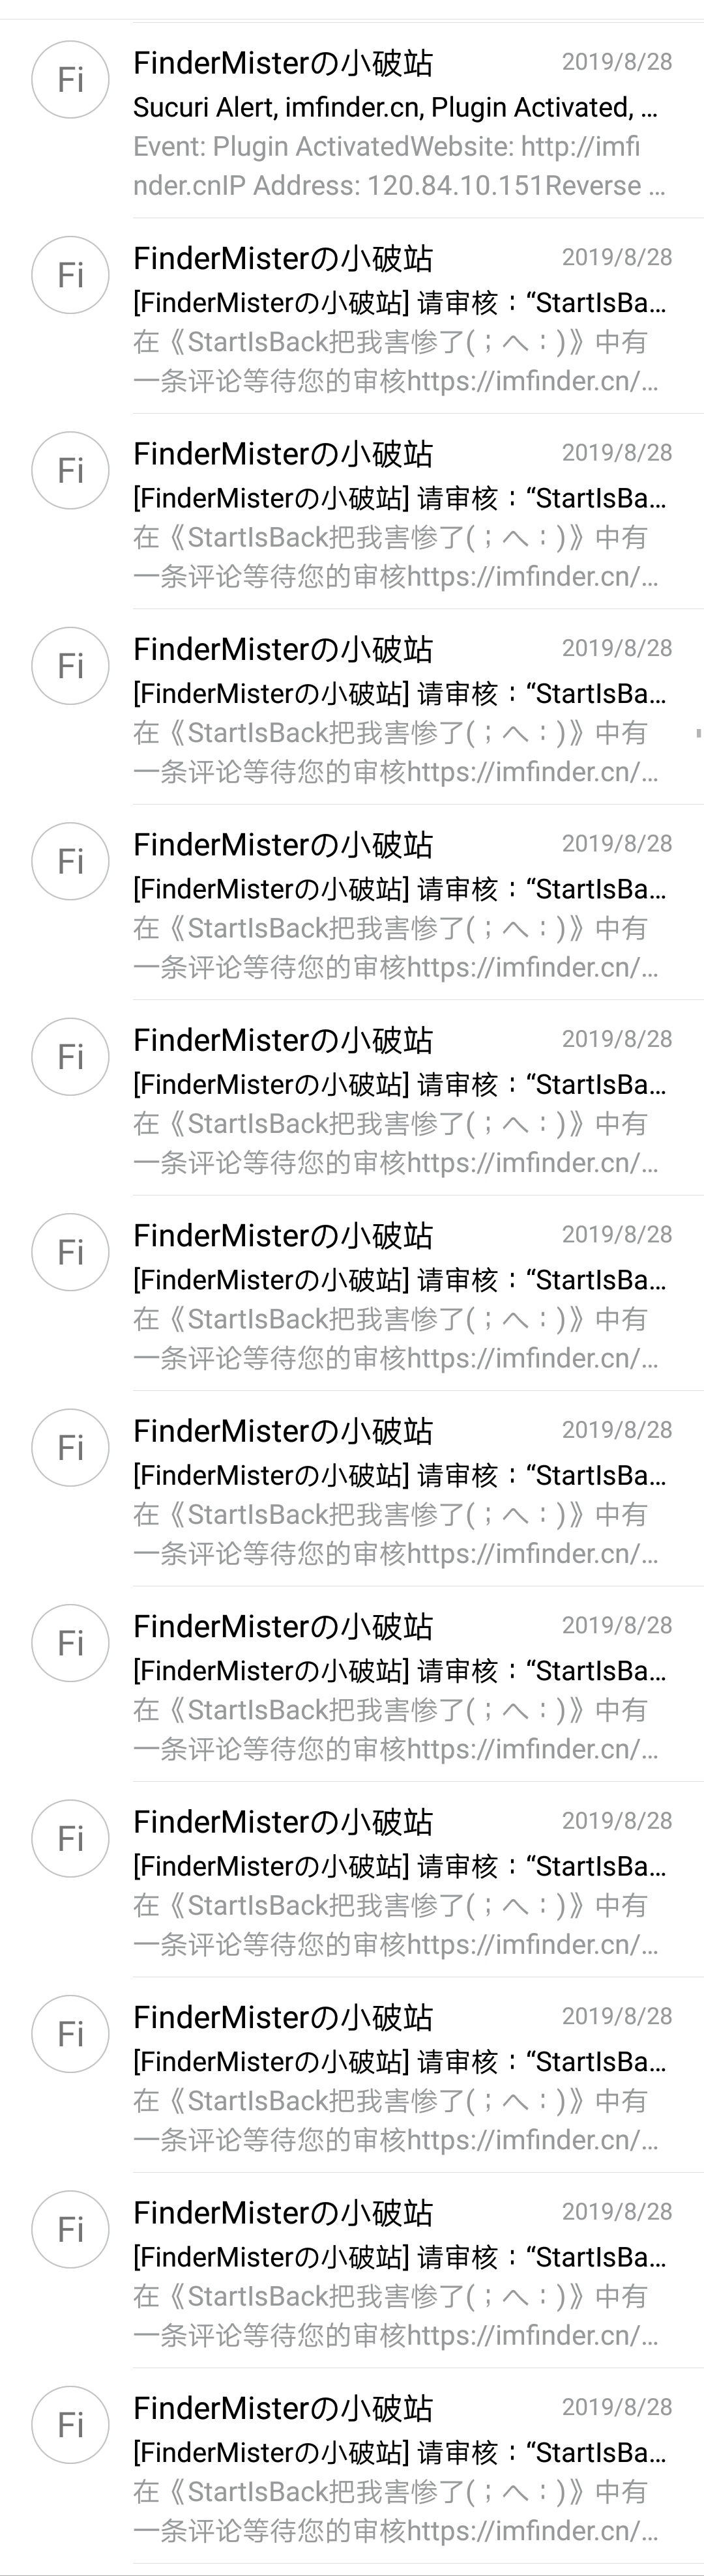 Fi
FinderMisterの小破站
2019/8/28
Sucuri Alert, imfinder.cn, Plugin Activated, ...
Event: Plugin ActivatedWebsite: http://imfi
nder.cnIP Address: 120.84.10.151Reverse ...
Fi
FinderMisterの小破站
2019/8/28
[FinderMisterの小破站] 请审核：“StartIsBa...
在《StartIsBack把我害惨了(；へ：)》中有
一条评论等待您的审核https://imfinder.cn/...
Fi
FinderMisterの小破站
2019/8/28
[FinderMisterの小破站] 请审核：“StartIsBa...
在《StartIsBack把我害惨了(；へ：)》中有
一条评论等待您的审核https://imfinder.cn/...
Fi
FinderMisterの小破站
2019/8/28
[FinderMisterの小破站] 请审核：“StartIsBa...
在《StartIsBack把我害惨了(；へ：)》中有
一条评论等待您的审核https://imfinder.cn/...
Fi
FinderMisterの小破站
2019/8/28
[FinderMisterの小破站] 请审核：“StartIsBa...
在《StartIsBack把我害惨了(；へ：)》中有
一条评论等待您的审核https://imfinder.cn/...
Fi
FinderMisterの小破站
2019/8/28
[FinderMisterの小破站] 请审核：“StartIsBa...
在《StartIsBack把我害惨了(；へ：)》中有
一条评论等待您的审核https://imfinder.cn/...
Fi
FinderMisterの小破站
2019/8/28
[FinderMisterの小破站] 请审核：“StartIsBa...
在《StartIsBack把我害惨了(；へ：)》中有
一条评论等待您的审核https://imfinder.cn/...
Fi
FinderMisterの小破站
2019/8/28
[FinderMisterの小破站] 请审核：“StartIsBa...
在《StartIsBack把我害惨了(；へ：)》中有
一条评论等待您的审核https://imfinder.cn/...
Fi
FinderMisterの小破站
2019/8/28
[FinderMisterの小破站] 请审核：“StartIsBa...
在《StartIsBack把我害惨了(；へ：)》中有
一条评论等待您的审核https://imfinder.cn/...
Fi
FinderMisterの小破站
2019/8/28
[FinderMisterの小破站] 请审核：“StartIsBa...
在《StartIsBack把我害惨了(；へ：)》中有
一条评论等待您的审核https://imfinder.cn/...
Fi
FinderMisterの小破站
2019/8/28
[FinderMisterの小破站] 请审核：“StartIsBa...
在《StartIsBack把我害惨了(；へ：)》中有
一条评论等待您的审核https://imfinder.cn/...
Fi
FinderMisterの小破站
2019/8/28
[FinderMisterの小破站] 请审核：“StartIsBa...
在《StartIsBack把我害惨了(；へ：)》中有
一条评论等待您的审核https://imfinder.cn/...
Fi
FinderMisterの小破站
2019/8/28
[FinderMisterの小破站] 请审核：“StartIsBa...
在《StartIsBack把我害惨了(；へ：)》中有
一条评论等待您的审核https://imfinder.cn/...